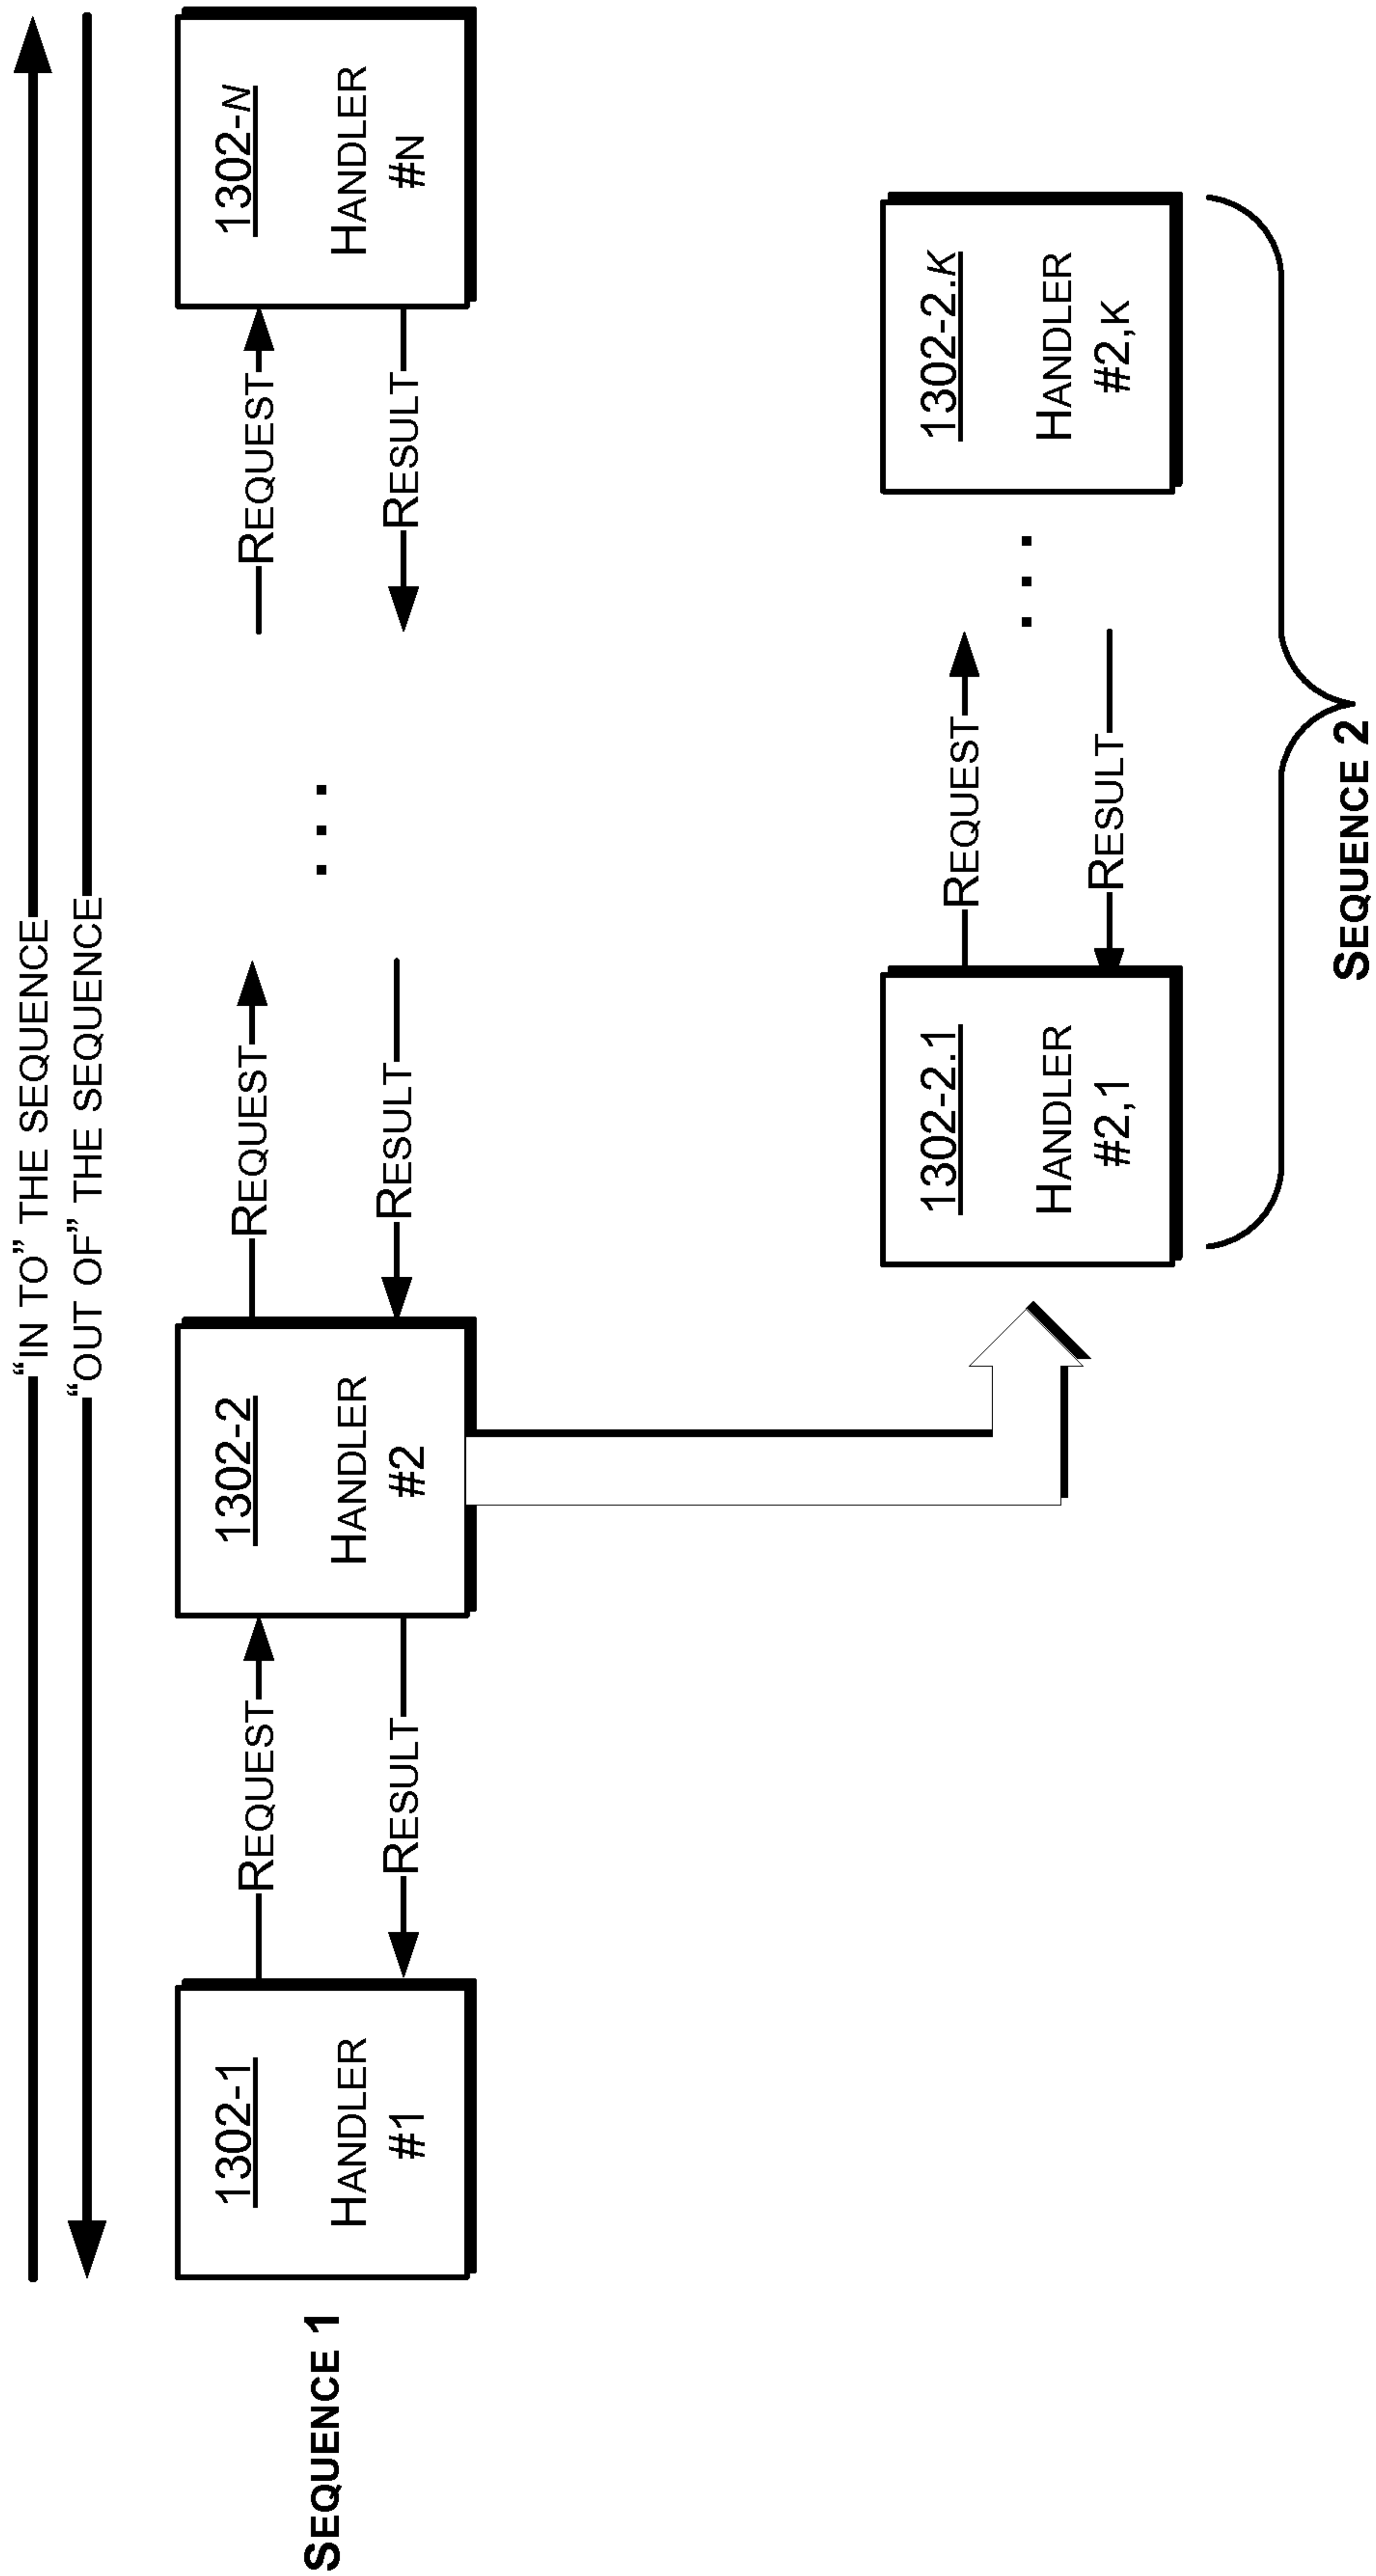 “IN TO” THE SEQUENCE
“OUT OF” THE SEQUENCE
SEQUENCE 1
1302-1
HANDLER
#1
REQUEST
RESULT
1302-2
HANDLER
#2
REQUEST
RESULT
. . .
REQUEST
RESULT
1302-N
HANDLER
#N
1302-2.1
HANDLER
#2,1
REQUEST
RESULT
. . .
1302-2.K
HANDLER
#2,K
SEQUENCE 2